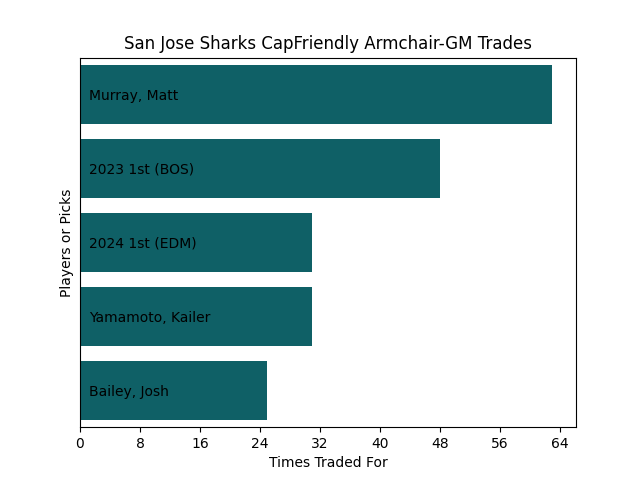 San Jose Sharks CapFriendly Armchair-GM Trades
Players or Picks
Murray, Matt
2023 1st (BOS)
2024 1st (EDM)
Yamamoto, Kailer
Bailey, Josh
0 8 16 24 32 40 48 56 64
Times Traded For